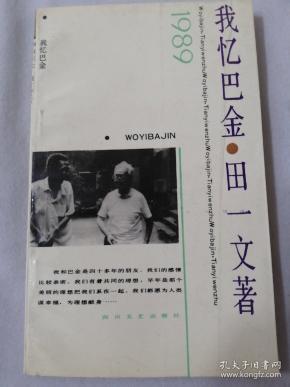 我忆巴金•田一文著
1989
WoyibajinTianyiwenzhuWoyibajinTianyiwenzhuWoyibajinTianyiwenzhuWoyibajinTianyiwenzhu
我忆巴金
• WOYIBAJIN
我和巴金是四十多年的朋友，我们的感情
比较亲密，我们有着共同的理想，早年是那个
美丽的理想把我们系在一起，我们都愿为人类
谋幸福，为理想献身……
四川文艺出版社
孔夫子旧书网